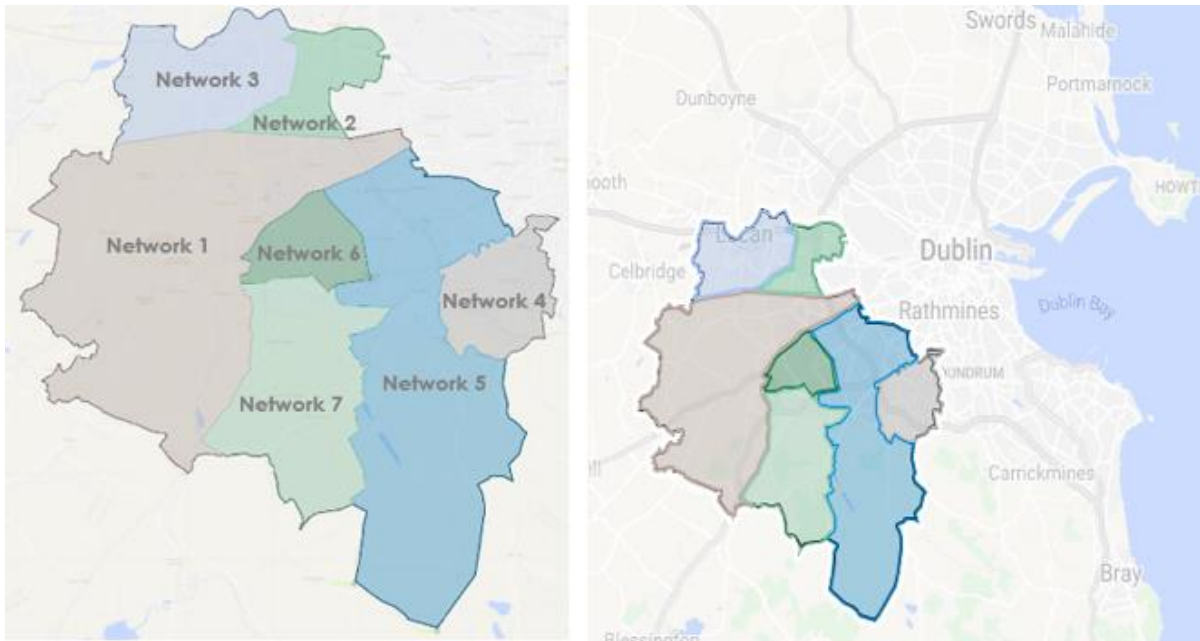 Network 3
Network 2
Network 1
Network 6
Network 4
Network 5
Network 7
Swords
Malahide
Portmarnock
Dunboyne
ooth
HOWT
Lucan
Dublin
Celbridge
Dublin Bay
Rathmines
UNDRUM
ell
Carrickmines
Bray
Blessington